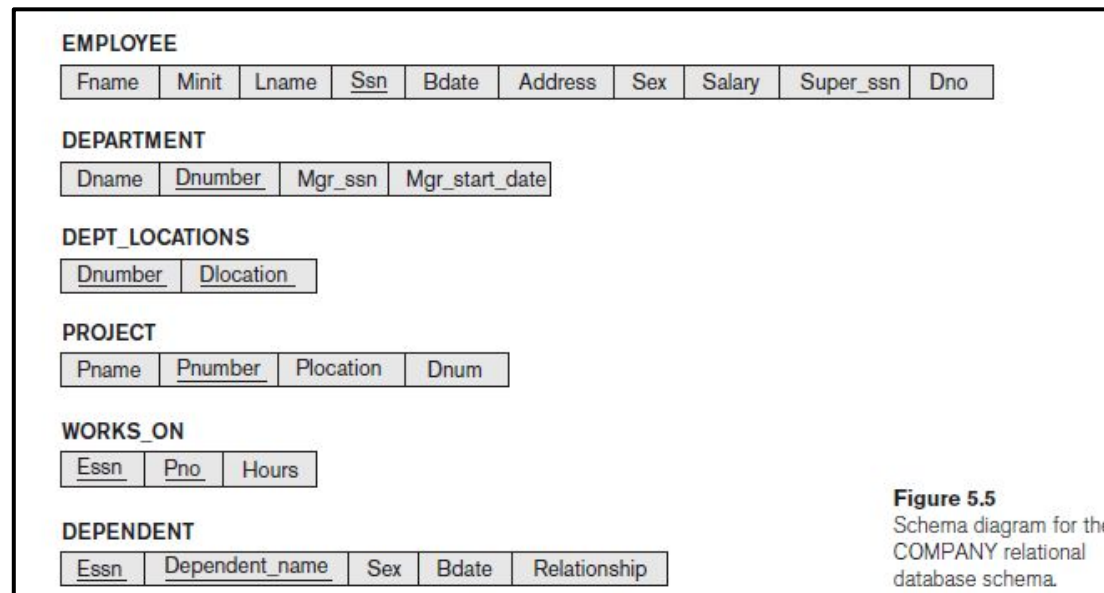 EMPLOYEE
Fname Minit Lname Ssn Bdate Address Sex Salary Super_ssn Dno
DEPARTMENT
Dname Dnumber Mgr_ssn Mgr_start_date
DEPT_LOCATIONS
Dnumber Dlocation
PROJECT
Pname Pnumber Plocation Dnum
WORKS_ON
Essn Pno Hours
DEPENDENT
Essn Dependent_name Sex Bdate Relationship
Figure 5.5
Schema diagram for the
COMPANY relational
database schema.